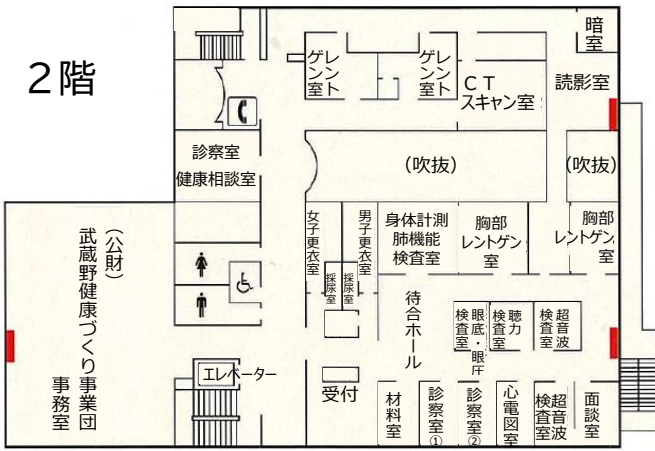 2階
暗室
レントゲン室
レントゲン室
CT
スキャン室
読影室
診察室
健康相談室
(吹抜)
(吹抜)
(公財)
武蔵野健康づくり事業団
事務室
女子更衣室
採尿室
採尿室
男子更衣室
身体計測
肺機能
検査室
胸部
レントゲン
室
胸部
レントゲン
室
待合ホール
眼底・眼圧
検査室
聴力
検査室
超音波
検査室
エレベーター
受付
材料室
診察室①
診察室②
心電図室
超音波
検査室
面談室